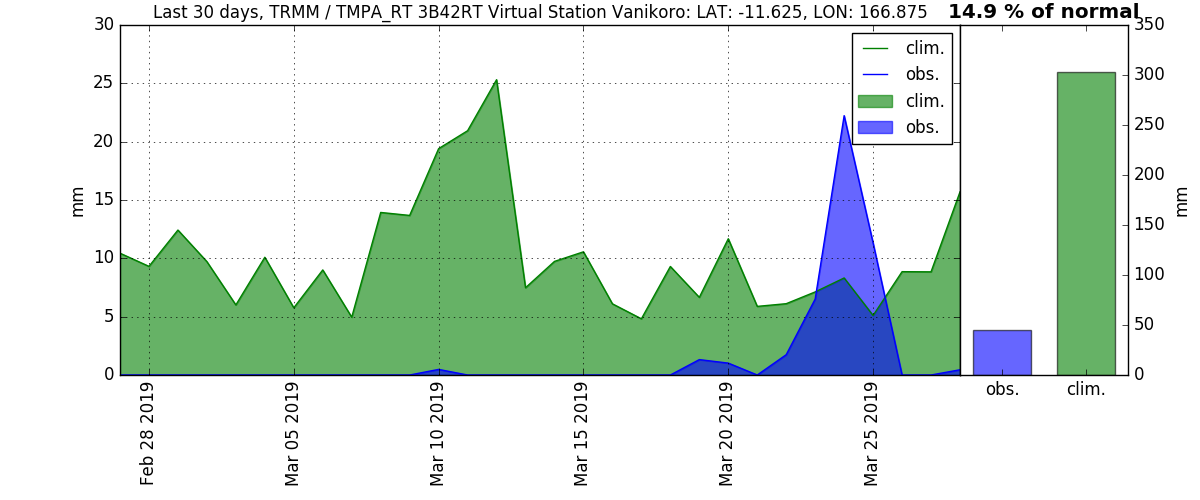 Last 30 days, TRMM / TMPA_RT 3B42RT Virtual Station Vanikoro: LAT: -11.625, LON: 166.875
14.9 % of normal
30
25
20
15
10
5
0
mm
clim.
obs.
clim.
obs.
Feb 28 2019
Mar 05 2019
Mar 10 2019
Mar 15 2019
Mar 20 2019
Mar 25 2019
350
300
250
200
150
100
50
0
mm
obs.
clim.